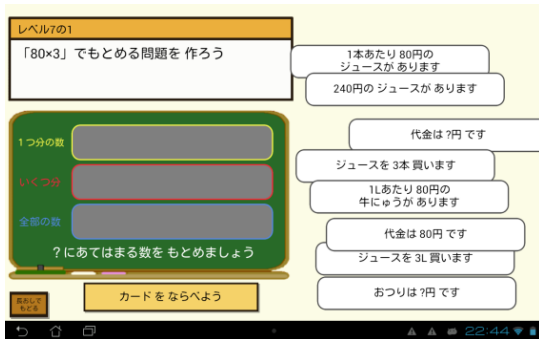 レベル7の1
「80×3」でもとめる問題を 作ろう
1本あたり 80円の
ジュースが あります
240円の ジュースが あります
1つ分の数
代金は ?円 です
いくつ分
ジュースを 3本 買います
1Lあたり 80円の
牛にゅうが あります
全部の数
代金は 80円 です
?にあてはまる数を もとめましょう
ジュースを 3L 買います
長おしで
もどる
カード を ならべよう
おつりは ?円 です
22:44